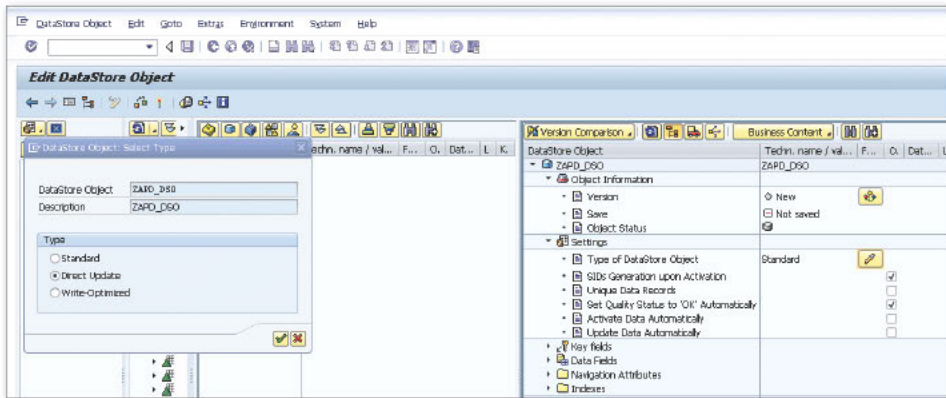 DataStore Object Edit Goto Extras Environment System Help
Edit DataStore Object
DataStore Object: Select Type
DataStore Object ZAPD_DSO
Description ZAPD_DSO
Type
Standard
Direct Update
Write-Optimized
Techn. name / val... F... O. Dat... L K.
Version Comparison Business Content
DataStore Object Techn. name / val... F... O. Dat... L
ZAPD_DSO ZAPD_DSO
Object Information
Version New
Save Not saved
Object Status
Settings
Type of DataStore Object Standard
SIDs Generation upon Activation
Unique Data Records
Set Quality Status to 'OK' Automatically
Activate Data Automatically
Update Data Automatically
Key fields
Data Fields
Navigation Attributes
Indexes